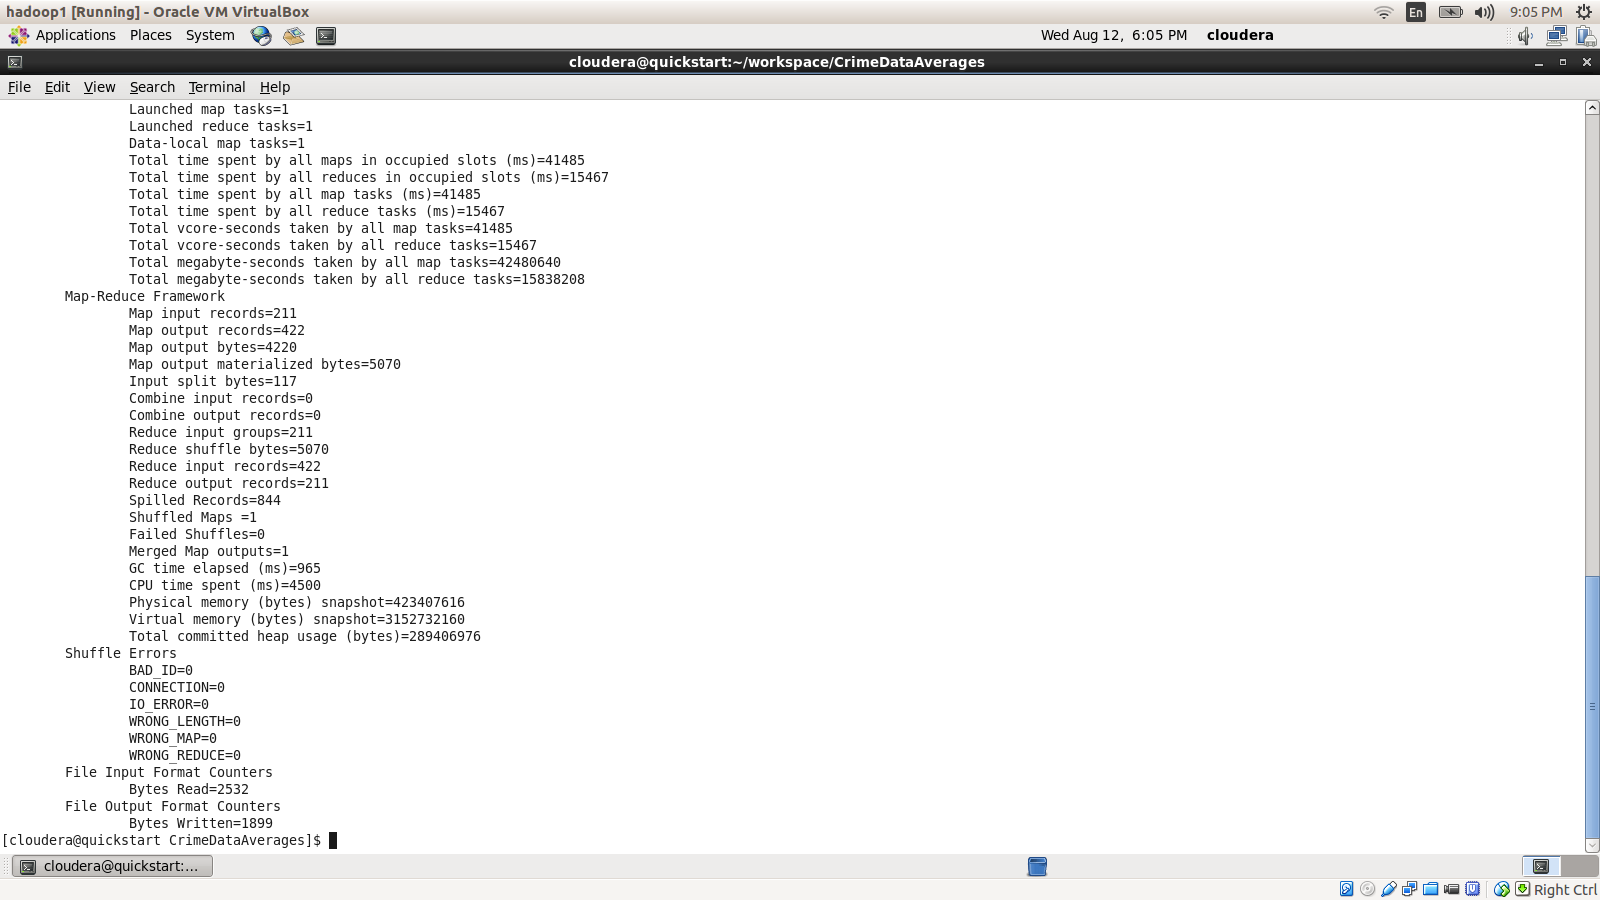 hadoop1 [Running] - Oracle VM VirtualBox
En
9:05 PM
Applications Places System
Wed Aug 12, 6:05 PM cloudera
cloudera@quickstart:~/workspace/CrimeDataAverages
File Edit View Search Terminal Help
Launched map tasks=1
Launched reduce tasks=1
Data-local map tasks=1
Total time spent by all maps in occupied slots (ms)=41485
Total time spent by all reduces in occupied slots (ms)=15467
Total time spent by all map tasks (ms)=41485
Total time spent by all reduce tasks (ms)=15467
Total vcore-seconds taken by all map tasks=41485
Total vcore-seconds taken by all reduce tasks=15467
Total megabyte-seconds taken by all map tasks=42480640
Total megabyte-seconds taken by all reduce tasks=15838208
Map-Reduce Framework
Map input records=211
Map output records=422
Map output bytes=4220
Map output materialized bytes=5070
Input split bytes=117
Combine input records=0
Combine output records=0
Reduce input groups=211
Reduce shuffle bytes=5070
Reduce input records=422
Reduce output records=211
Spilled Records=844
Shuffled Maps =1
Failed Shuffles=0
Merged Map outputs=1
GC time elapsed (ms)=965
CPU time spent (ms)=4500
Physical memory (bytes) snapshot=423407616
Virtual memory (bytes) snapshot=3152732160
Total committed heap usage (bytes)=289406976
Shuffle Errors
BAD_ID=0
CONNECTION=0
IO_ERROR=0
WRONG_LENGTH=0
WRONG_MAP=0
WRONG_REDUCE=0
File Input Format Counters
Bytes Read=2532
File Output Format Counters
Bytes Written=1899
[cloudera@quickstart CrimeDataAverages]$
cloudera@quickstart:...
Right Ctrl